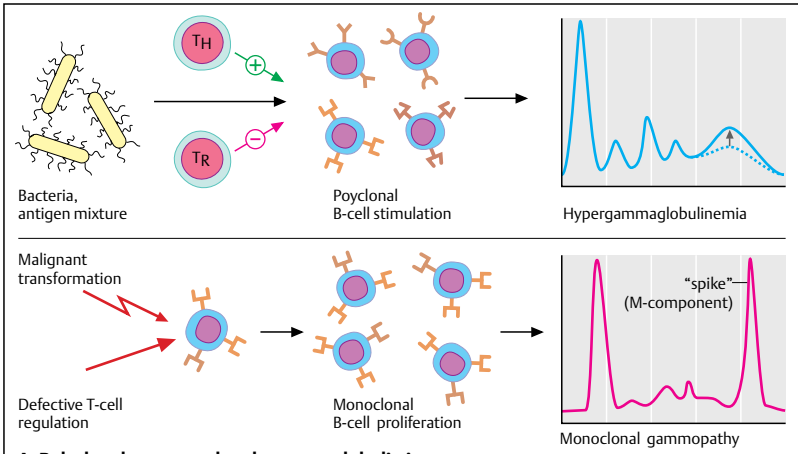 TH
+
−
TR
Bacteria,
antigen mixture
Poyclonal
B-cell stimulation
Hypergammaglobulinemia
Malignant
transformation
Defective T-cell
regulation
Monoclonal
B-cell proliferation
"spike"
(M-component)
Monoclonal gammopathy